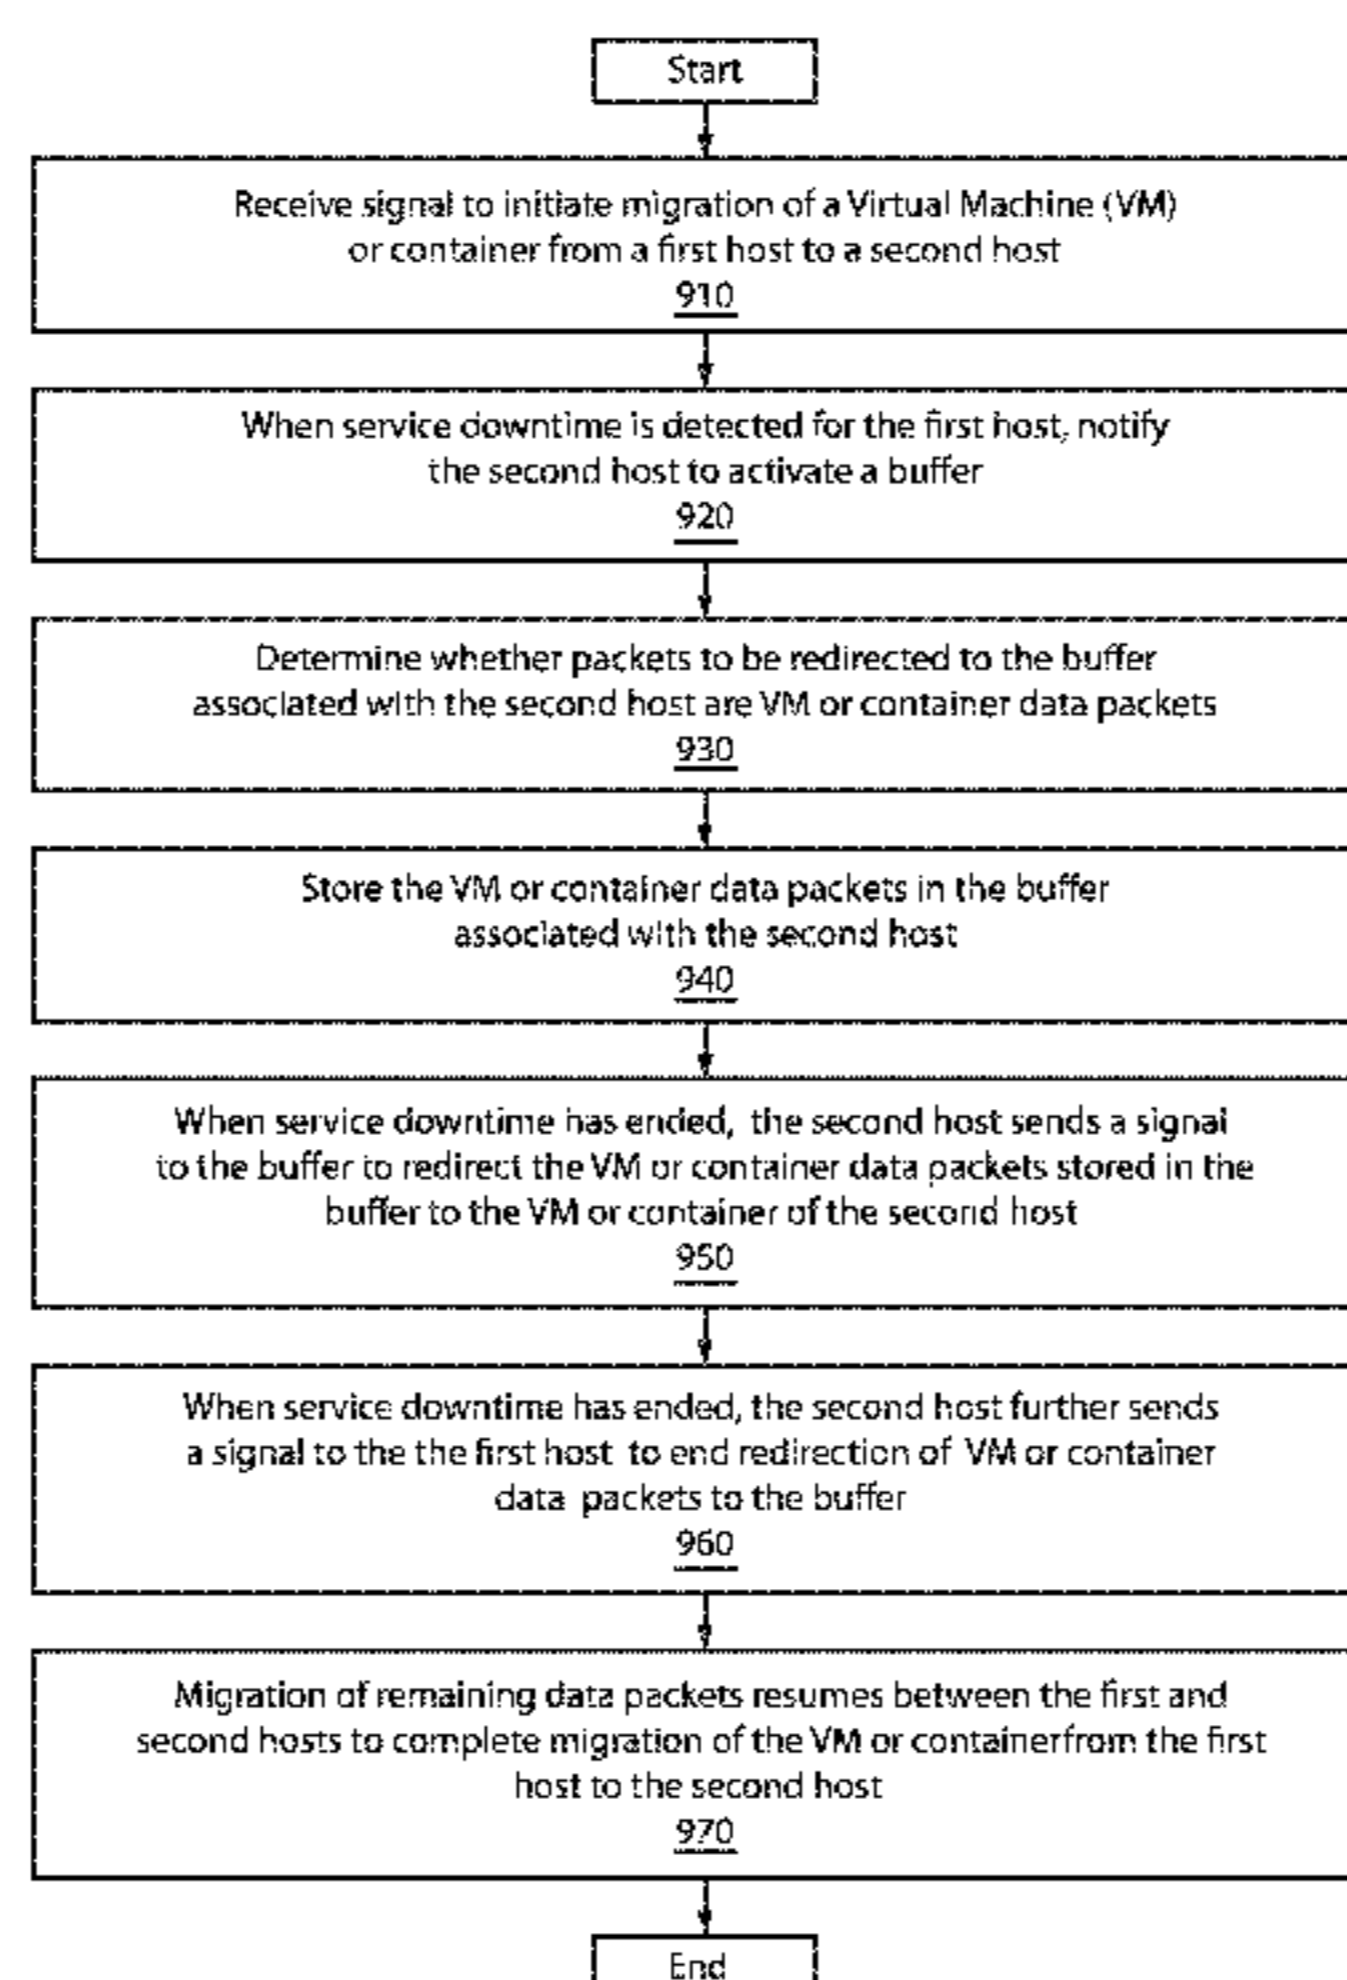 Start
Receive signal to initiate migration of a Virtual Machine (VM)
or container from a first host to a second host
910
When service downtime is detected for the first host, notify
the second host to activate a buffer
920
Determine whether packets to be redirected to the buffer
associated with the second host are VM or container data packets
930
Store the VM or container data packets in the buffer
associated with the second host
940
When service downtime has ended, the second host sends a signal
to the buffer to redirect the VM or container data packets stored in the
buffer to the VM or container of the second host
950
When service downtime has ended, the second host further sends
a signal to the the first host to end redirection of VM or container
data packets to the buffer
960
Migration of remaining data packets resumes between the first and
second hosts to complete migration of the VM or containerfrom the first
host to the second host
970
End